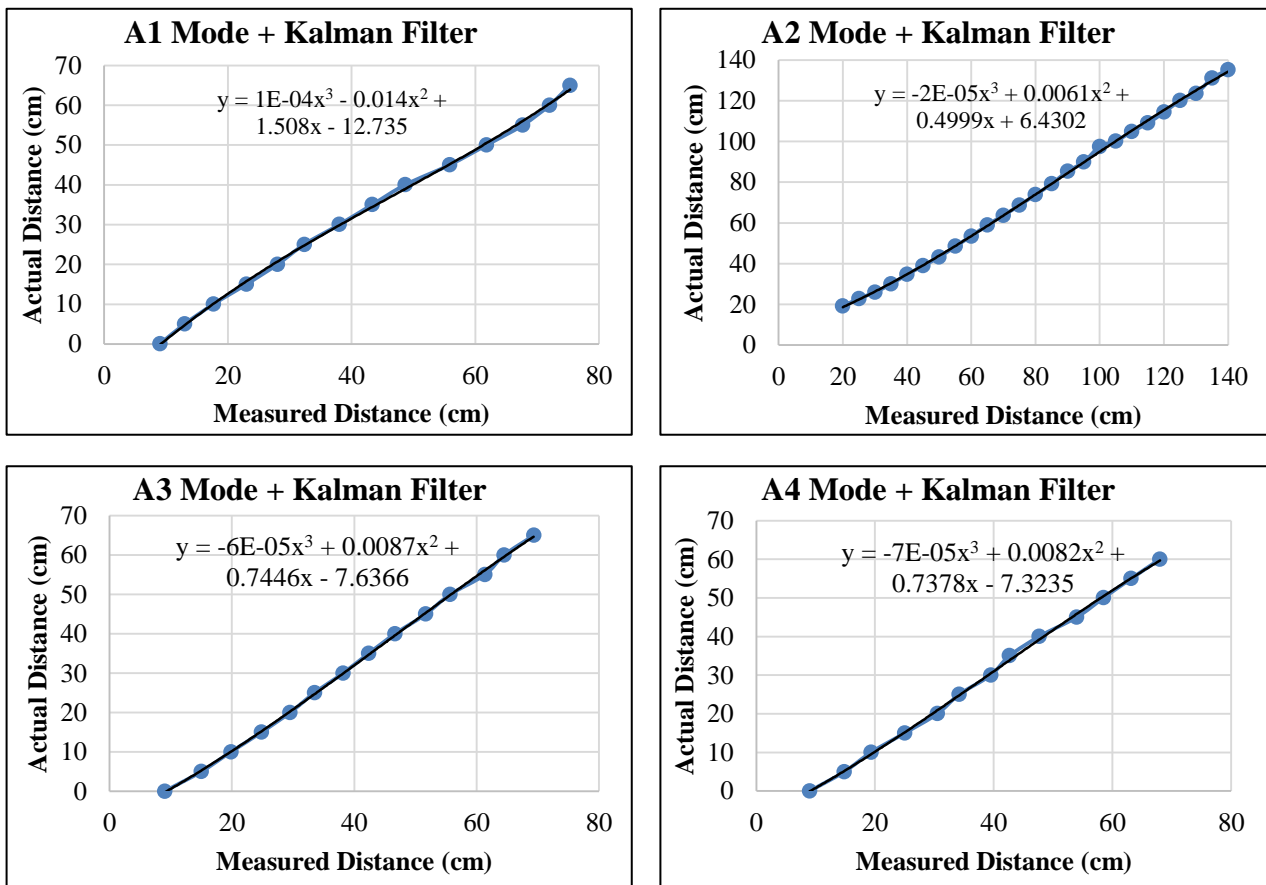 A1 Mode + Kalman Filter
70
60
50
40
30
20
10
0
y = 1E-04x³ - 0.014x² +
1.508x - 12.735
Actual Distance (cm)
0 20 40 60 80
Measured Distance (cm)
A2 Mode + Kalman Filter
140
120
100
80
60
40
20
0
y = -2E-05x³ + 0.0061x² +
0.4999x + 6.4302
Actual Distance (cm)
0 20 40 60 80 100 120 140
Measured Distance (cm)
A3 Mode + Kalman Filter
70
60
50
40
30
20
10
0
y = -6E-05x³ + 0.0087x² +
0.7446x - 7.6366
Actual Distance (cm)
0 20 40 60 80
Measured Distance (cm)
A4 Mode + Kalman Filter
70
60
50
40
30
20
10
0
y = -7E-05x³ + 0.0082x² +
0.7378x - 7.3235
Actual Distance (cm)
0 20 40 60 80
Measured Distance (cm)